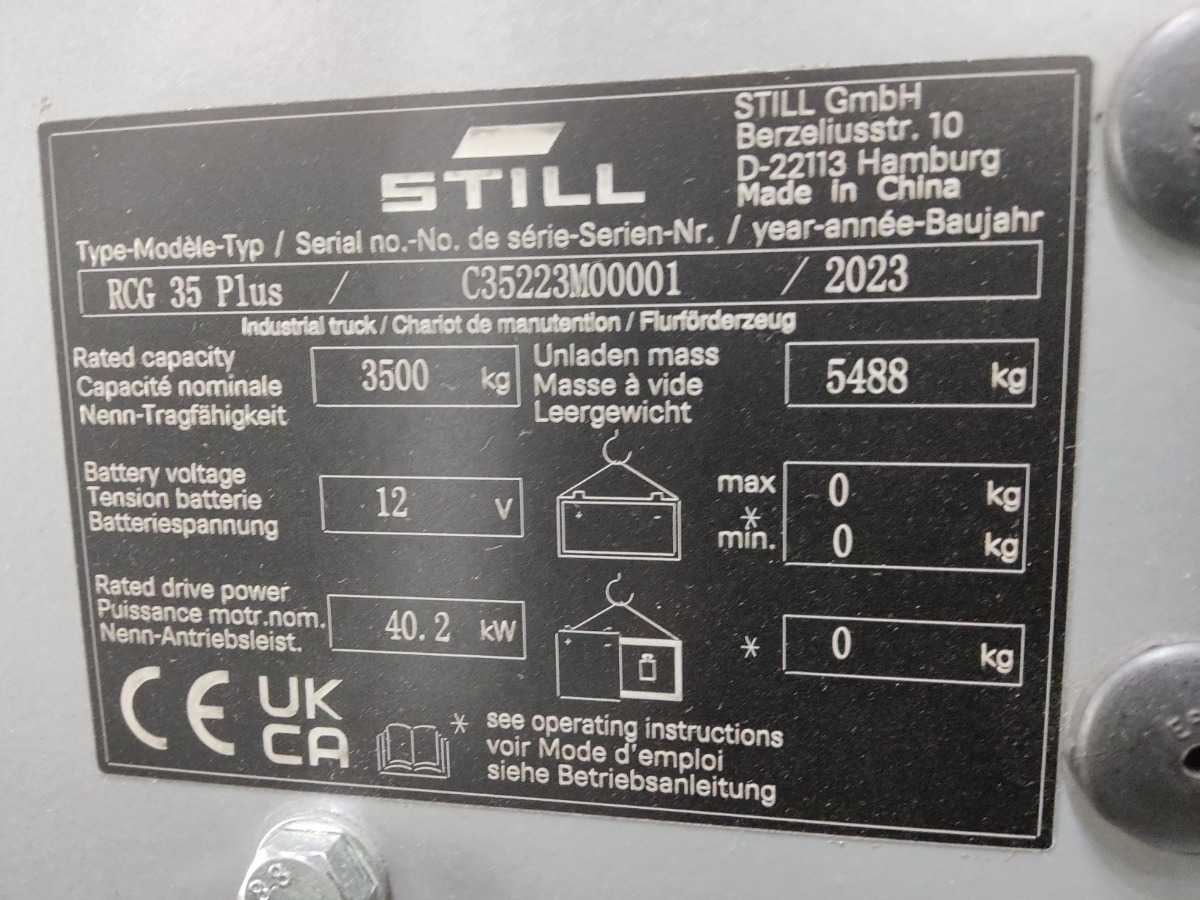 STILL
STILL GmbH
Berzeliusstr. 10
D-22113 Hamburg
Made in China
Type-Modèle-Typ / Serial no.-No. de série-Serien-Nr. / year-année-Baujahr
RCG 35 Plus / C35223M00001 / 2023
Industrial truck / Chariot de manutention / Flurförderzeug
Rated capacity
Capacité nominale
Nenn-Tragfähigkeit
3500 kg
Unladen mass
Masse à vide
Leergewicht
5488 kg
Battery voltage
Tension batterie
Batteriespannung
12 V
+ -
max 0 kg
*
min. 0 kg
Rated drive power
Puissance motr.nom.
Nenn-Antriebsleist.
40.2 kW
+ -
* 0 kg
CE
UK
CA
* see operating instructions
voir Mode d'emploi
siehe Betriebsanleitung
8.8